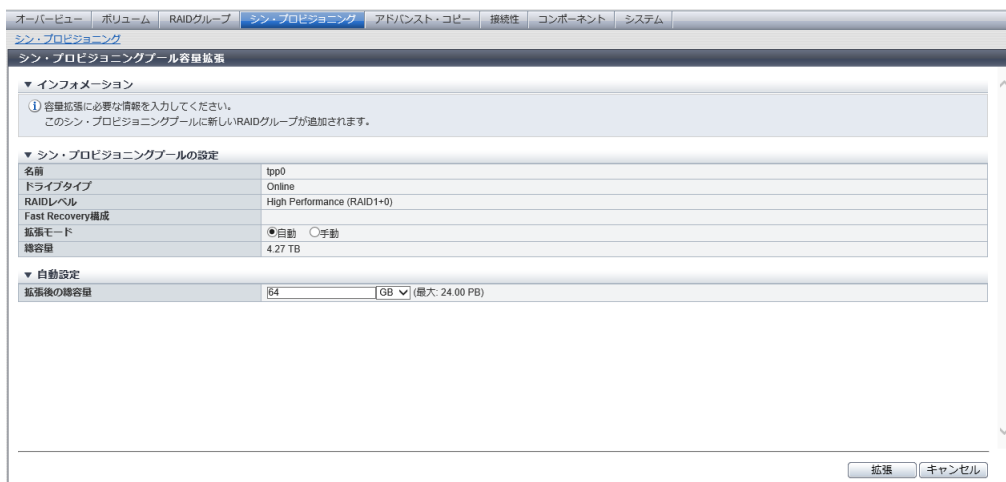 オーバービュー ボリューム RAIDグループ シン・プロビジョニング アドバンスト・コピー 接続性 コンポーネント システム
シン・プロビジョニング
シン・プロビジョニングプール容量拡張
▼ インフォメーション
容量拡張に必要な情報を入力してください。
このシン・プロビジョニングプールに新しいRAIDグループが追加されます。
▼ シン・プロビジョニングプールの設定
名前 tpp0
ドライブタイプ Online
RAIDレベル High Performance (RAID1+0)
Fast Recovery構成
拡張モード 自動 手動
総容量 4.27 TB
▼ 自動設定
拡張後の総容量 64 GB (最大: 24.00 PB)
拡張 キャンセル